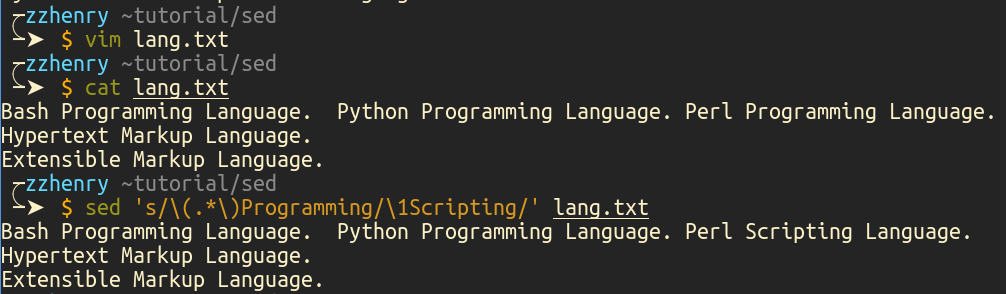 zzhenry ~tutorial/sed
$ vim lang.txt
zzhenry ~tutorial/sed
$ cat lang.txt
Bash Programming Language.  Python Programming Language. Perl Programming Language.
Hypertext Markup Language.
Extensible Markup Language.
zzhenry ~tutorial/sed
$ sed 's/\(.*\)Programming/\1Scripting/' lang.txt
Bash Programming Language.  Python Programming Language. Perl Scripting Language.
Hypertext Markup Language.
Extensible Markup Language.